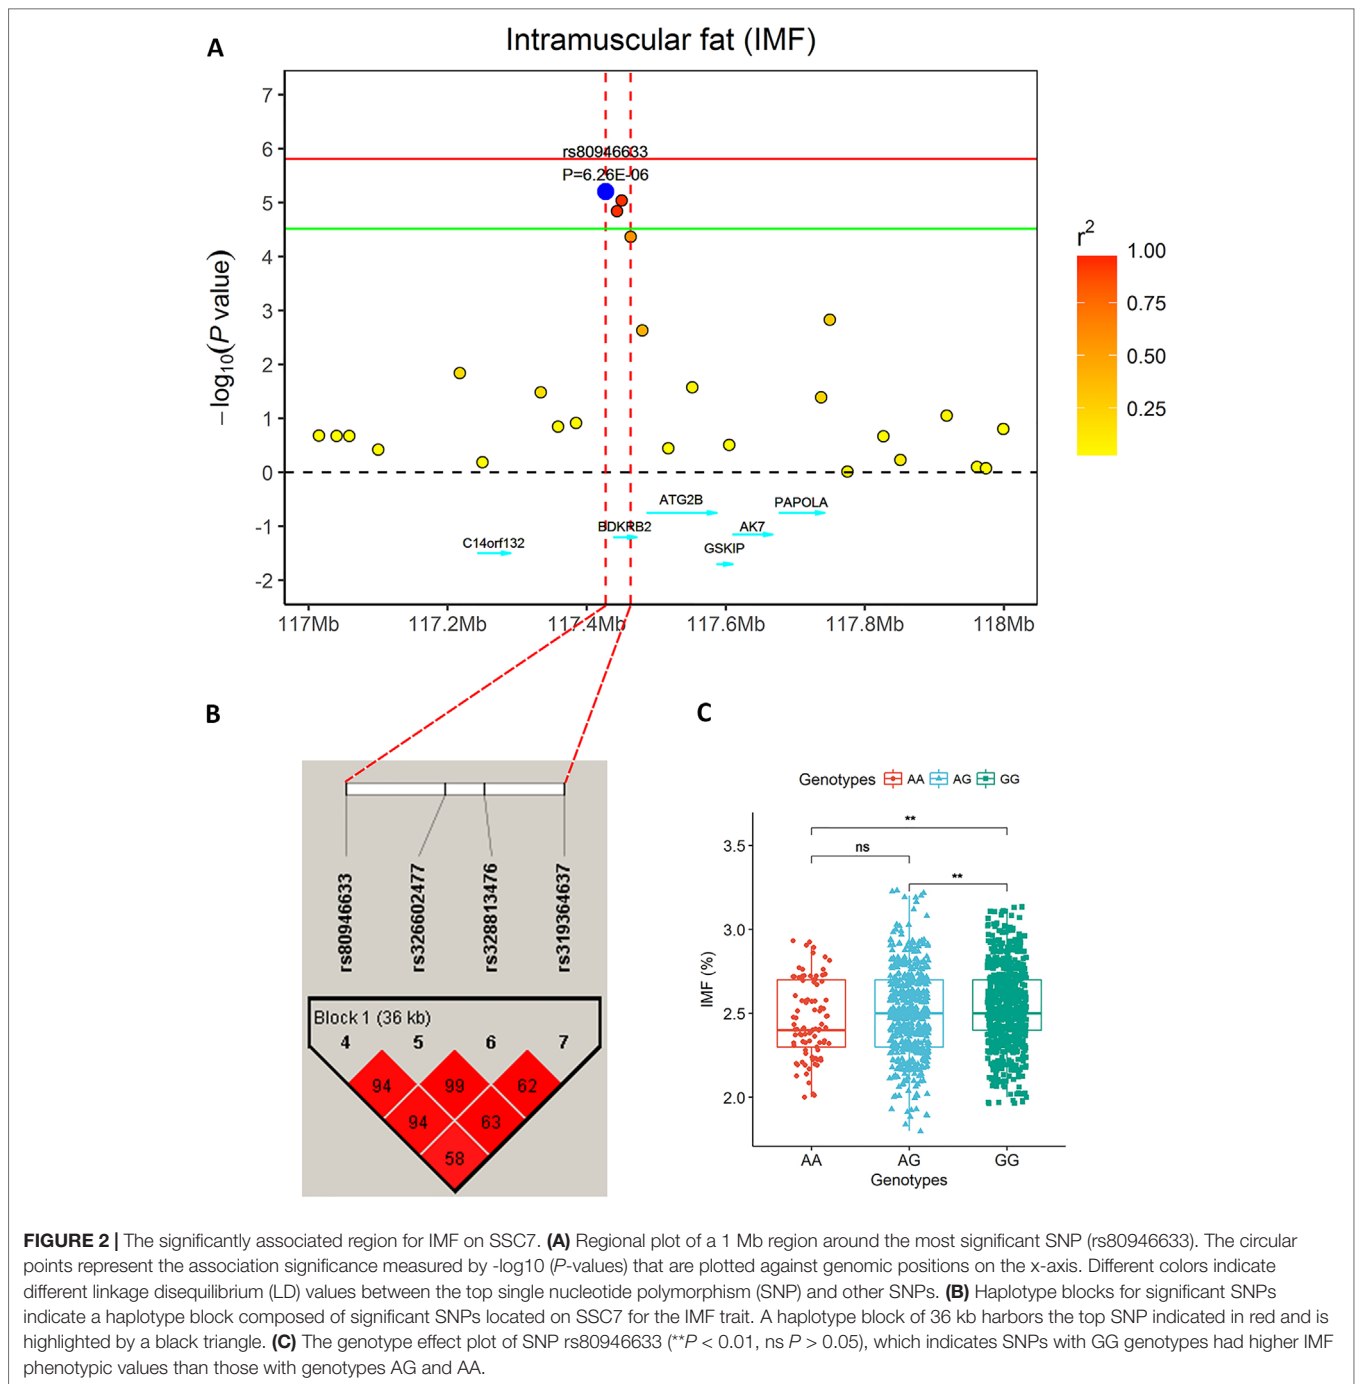 A
Intramuscular fat (IMF)
7
6
5
4
3
2
1
0
-1
-2
−log10(P value)
rs80946633
P=6.26E-06
r2
1.00
0.75
0.50
0.25
ATG2B
PAPOLA
BDKRB2
AK7
C14orf132
GSKIP
117Mb 117.2Mb 117.4Mb 117.6Mb 117.8Mb 118Mb
B
rs80946633
rs326602477
rs328813476
rs319364637
Block 1 (36 kb)
4 5 6 7
94 99 62
94 63
58
C
Genotypes AA AG GG
**
ns
**
3.5
3.0
2.5
2.0
IMF (%)
AA AG GG
Genotypes
FIGURE 2 | The significantly associated region for IMF on SSC7. (A) Regional plot of a 1 Mb region around the most significant SNP (rs80946633). The circular
points represent the association significance measured by -log10 (P-values) that are plotted against genomic positions on the x-axis. Different colors indicate
different linkage disequilibrium (LD) values between the top single nucleotide polymorphism (SNP) and other SNPs. (B) Haplotype blocks for significant SNPs
indicate a haplotype block composed of significant SNPs located on SSC7 for the IMF trait. A haplotype block of 36 kb harbors the top SNP indicated in red and is
highlighted by a black triangle. (C) The genotype effect plot of SNP rs80946633 (**P < 0.01, ns P > 0.05), which indicates SNPs with GG genotypes had higher IMF
phenotypic values than those with genotypes AG and AA.